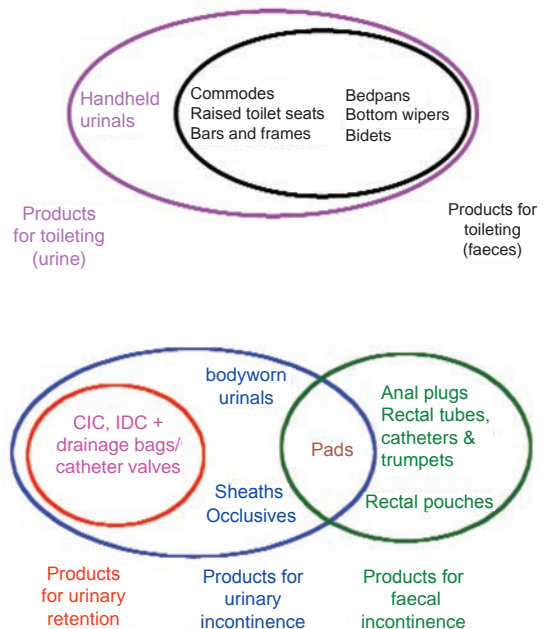 Handheld
urinals
Commodes
Raised toilet seats
Bars and frames
Bedpans
Bottom wipers
Bidets
Products
for toileting
(urine)
Products for
toileting
(faeces)
bodyworn
urinals
CIC, IDC +
drainage bags/
catheter valves
Pads
Anal plugs
Rectal tubes,
catheters &
trumpets
Sheaths
Occlusives
Rectal pouches
Products
for urinary
retention
Products for
urinary
incontinence
Products for
faecal
incontinence